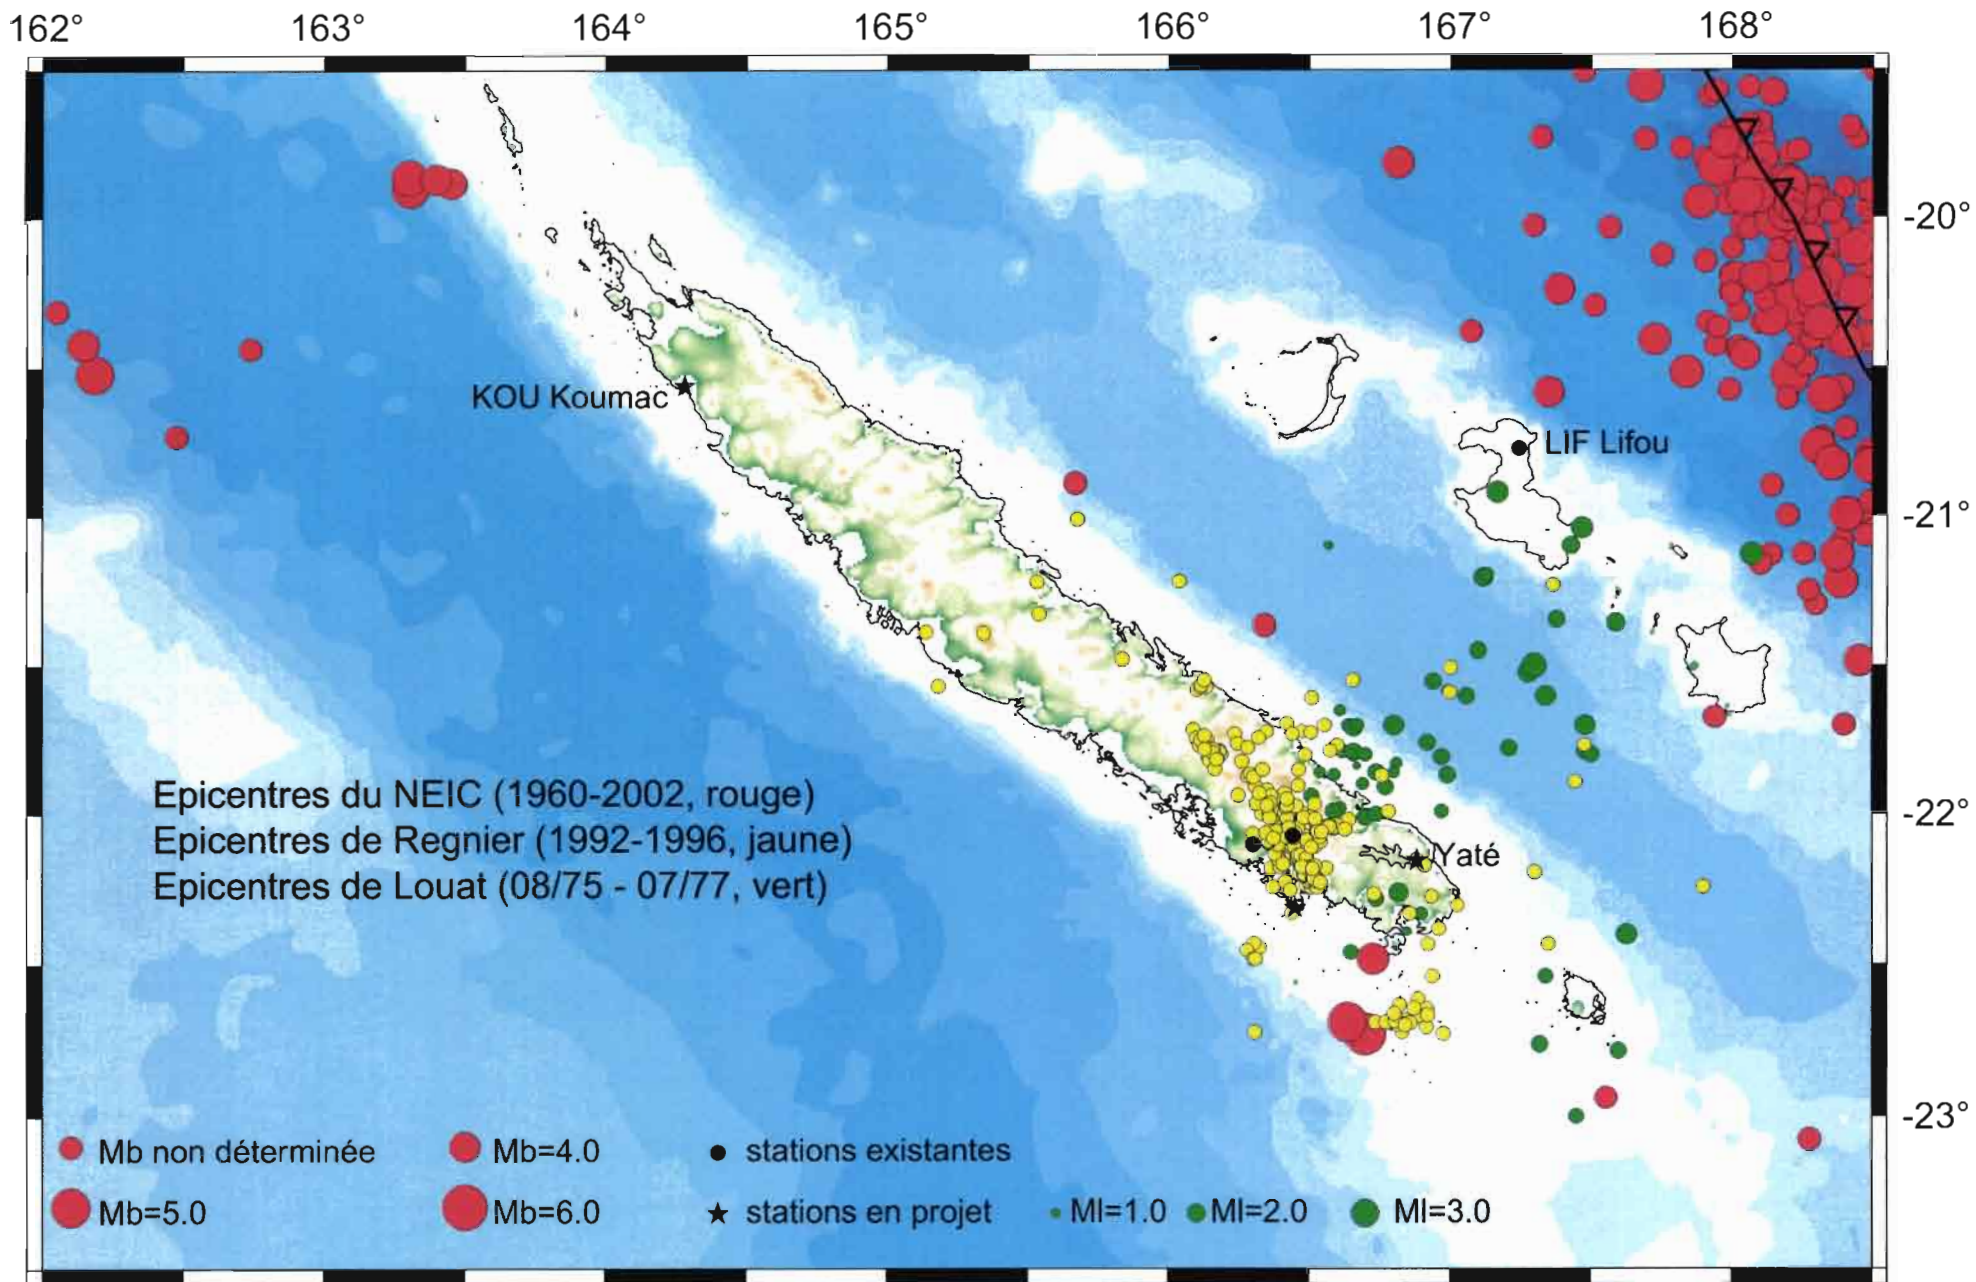 162° 163° 164° 165° 166° 167° 168°
-20°
KOU Koumac
LIF Lifou
-21°
Epicentres du NEIC (1960-2002, rouge)
-22°
Epicentres de Regnier (1992-1996, jaune)
Yaté
Epicentres de Louat (08/75 - 07/77, vert)
-23°
Mb non déterminée Mb=4.0 stations existantes
Mb=5.0 Mb=6.0 stations en projet Ml=1.0 Ml=2.0 Ml=3.0